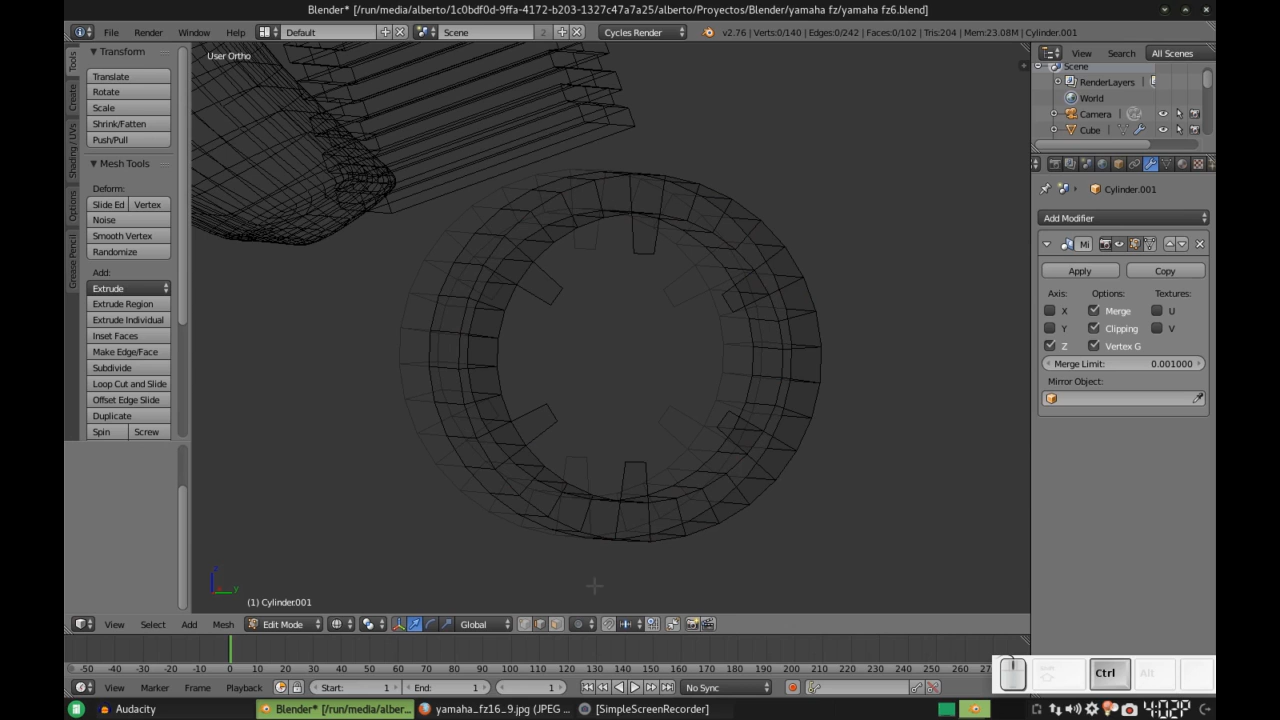 Blender* [/run/media/alberto/1c0bdf0d-9ffa-4172-b203-1327c47a7a25/alberto/Proyectos/Blender/yamaha fz/yamaha fz6.blend]
File Render Window Help Default Scene 2 Cycles Render v2.76 | Verts:0/140 | Edges:0/242 | Faces:0/102 | Tris:204 | Mem:23.08M | Cylinder.001
Tools
Create
Shading / UVs
Options
Grease Pencil
Transform
Translate
Rotate
Scale
Shrink/Fatten
Push/Pull
Mesh Tools
Deform:
Slide Ed Vertex
Noise
Smooth Vertex
Randomize
Add:
Extrude
Extrude Region
Extrude Individual
Inset Faces
Make Edge/Face
Subdivide
Loop Cut and Slide
Offset Edge Slide
Duplicate
Spin Screw
User Ortho
z
y
(1) Cylinder.001
View Search All Scenes
Scene
RenderLayers
World
Camera
Cube
Cylinder.001
Add Modifier
Mi
Apply Copy
Axis: Options: Textures:
X Merge U
Y Clipping V
Z Vertex G
Merge Limit: 0.001000
Mirror Object:
View Select Add Mesh Edit Mode Global
-50 -40 -30 -20 -10 0 10 20 30 40 50 60 70 80 90 100 110 120 130 140 150 160 170 180 190 200 210 220 230 240 250 260
View Marker Frame Playback Start: 1 End: 1 1 No Sync
Ctrl Alt
Audacity Blender* [/run/media/alber... yamaha_fz16_9.jpg (JPEG ... [SimpleScreenRecorder] 4:02P